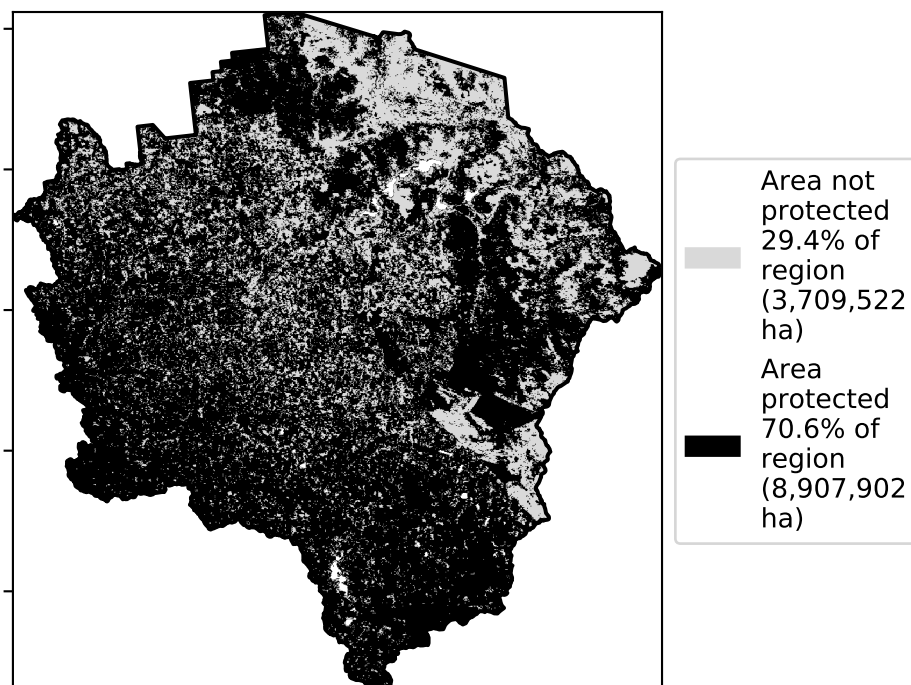 Area not
protected
29.4% of
region
(3,709,522
ha)
Area
protected
70.6% of
region
(8,907,902
ha)